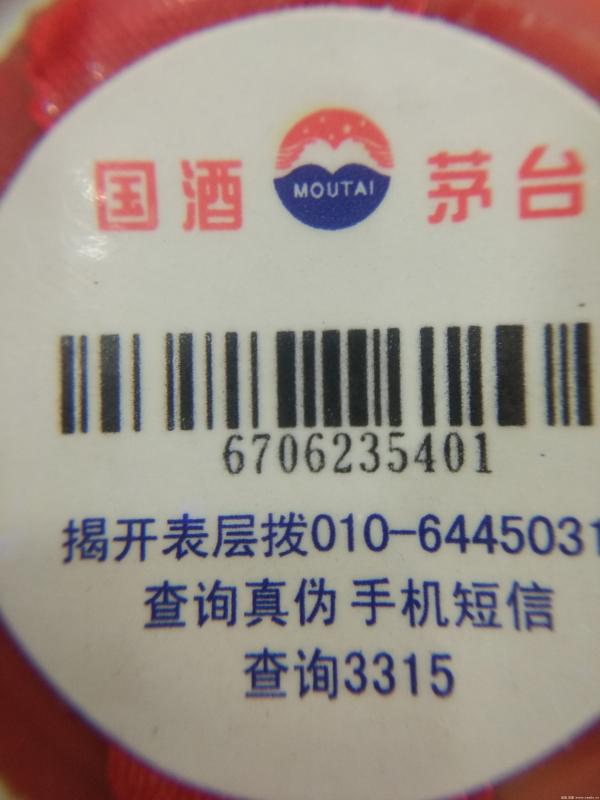 国酒 MOUTAI 茅台
6706235401
揭开表层拨010-6445031
查询真伪 手机短信
查询3315